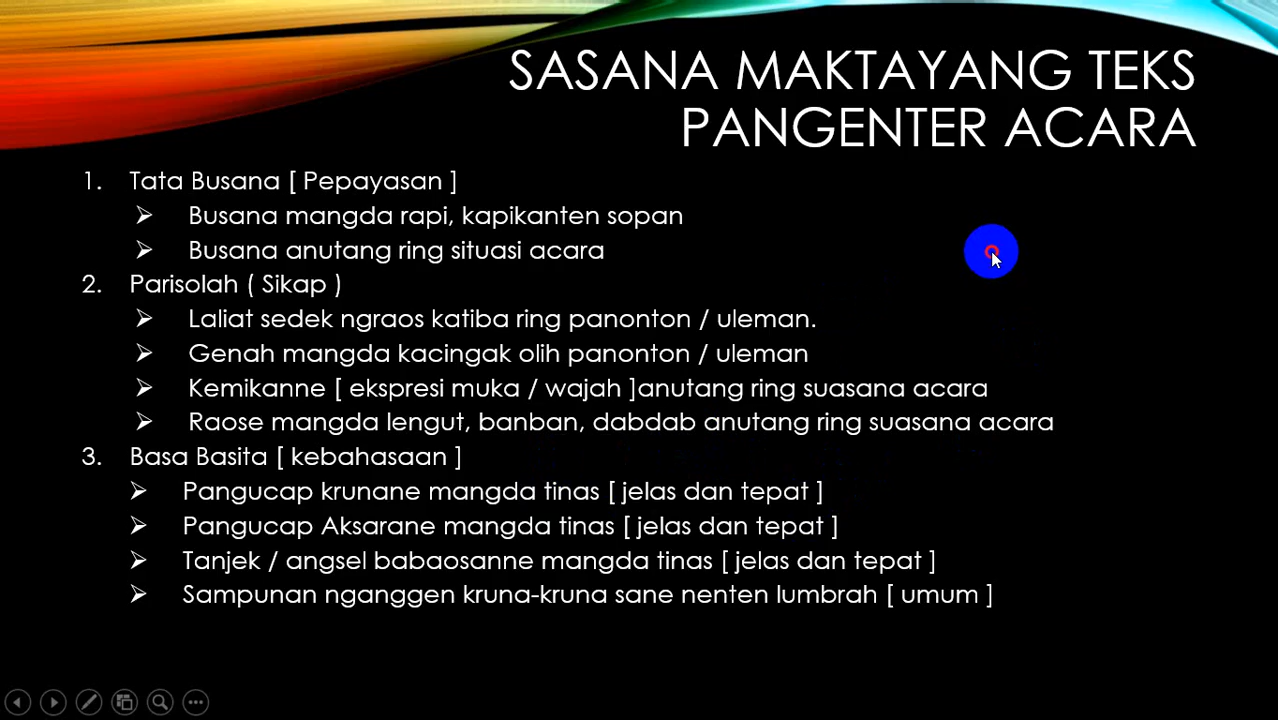 SASANA MAKTAYANG TEKS
PANGENTER ACARA
1. Tata Busana [ Pepayasan ]
➢ Busana mangda rapi, kapikanten sopan
➢ Busana anutang ring situasi acara
2. Parisolah ( Sikap )
➢ Laliat sedek ngraos katiba ring panonton / uleman.
➢ Genah mangda kacingak olih panonton / uleman
➢ Kemikanne [ ekspresi muka / wajah ]anutang ring suasana acara
➢ Raose mangda lengut, banban, dabdab anutang ring suasana acara
3. Basa Basita [ kebahasaan ]
➢ Pangucap krunane mangda tinas [ jelas dan tepat ]
➢ Pangucap Aksarane mangda tinas [ jelas dan tepat ]
➢ Tanjek / angsel babaosanne mangda tinas [ jelas dan tepat ]
➢ Sampunan nganggen kruna-kruna sane nenten lumbrah [ umum ]